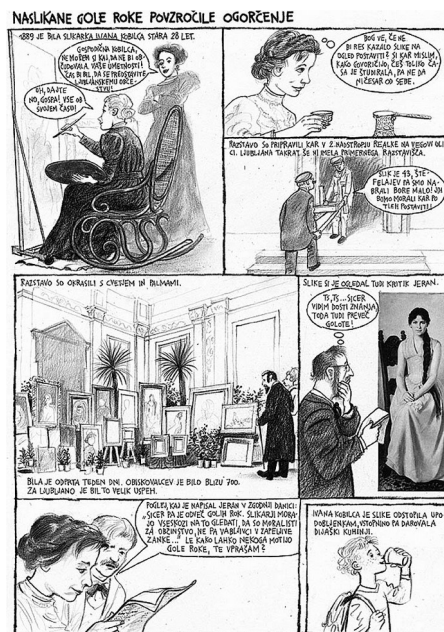 NASLIKANE GOLE ROKE POVZROČILE OGORČENJE
1889 JE BILA SLIKARKA IVANA KOBILCA STARA 28 LET.
GOSPODIČNA KOBILCA,
NE MOREM SI KAJ, DA NE BI OB-
ČUDOVALA VAŠE UMETNOSTI!
ČAS BI BIL, DA SE PREDSTAVITE
LJUBLJANSKEMU OBČI-
STVU!
UH, DAJTE
NO, GOSPA! VSE OB
SVOJEM ČASU!
BOG VE, ČE NE
BI RES KAZALO SLIKE NA
OGLED POSTAVITI? SI KAR MISLIM,
KAKO GOVORIČIJO, ČEŠ TOLIKO ČA-
SA JE ŠTUDIRALA, PA NE DA
NIČESAR OD SEBE.
RAZSTAVO SO PRIPRAVILI KAR V 2. NADSTROPJU REALKE NA VEGOVI ULI
CI. LJUBLJANA TAKRAT ŠE NI IMELA PRIMERNEGA RAZSTAVIŠČA.
SLIK JE 43, ŠTE-
FELAJEV PA SMO NA-
BRALI BORE MALO! JIH
BOMO MORALI KAR PO
TLEH POSTAVITI!
RAZSTAVO SO OKRASILI S CVETJEM IN PALMAMI.
BILA JE ODPRTA TEDEN DNI. OBISKOVALCEV JE BILO BLIZU 700.
ZA LJUBLJANO JE BIL TO VELIK USPEH.
SLIKE SI JE OGLEDAL TUDI KRITIK JERAN.
TS, TS... SICER
VIDIM DOSTI ZNANJA,
TODA TUDI PREVEČ
GOLOTE!
POGLEJ, KAJ JE NAPISAL JERAN V ZGODNJI DANICI:
„SICER PA JE ODVEČ GOLIH ROK. SLIKARJI MORA-
JO VSESKOZI NA TO GLEDATI, DA SO MORALISTI
ZA OBČINSTVO, NE PA VABLJIVCI V ZAPELJIVE
ZANKE...” LE KAKO LAHKO NEKOGA MOTIJO
GOLE ROKE, TE VPRAŠAM?
IVANA KOBILCA JE SLIKE ODSTOPILA UPO
DOBLJENKAM, VSTOPNINO PA DAROVALA
DIJAŠKI KUHINJI.